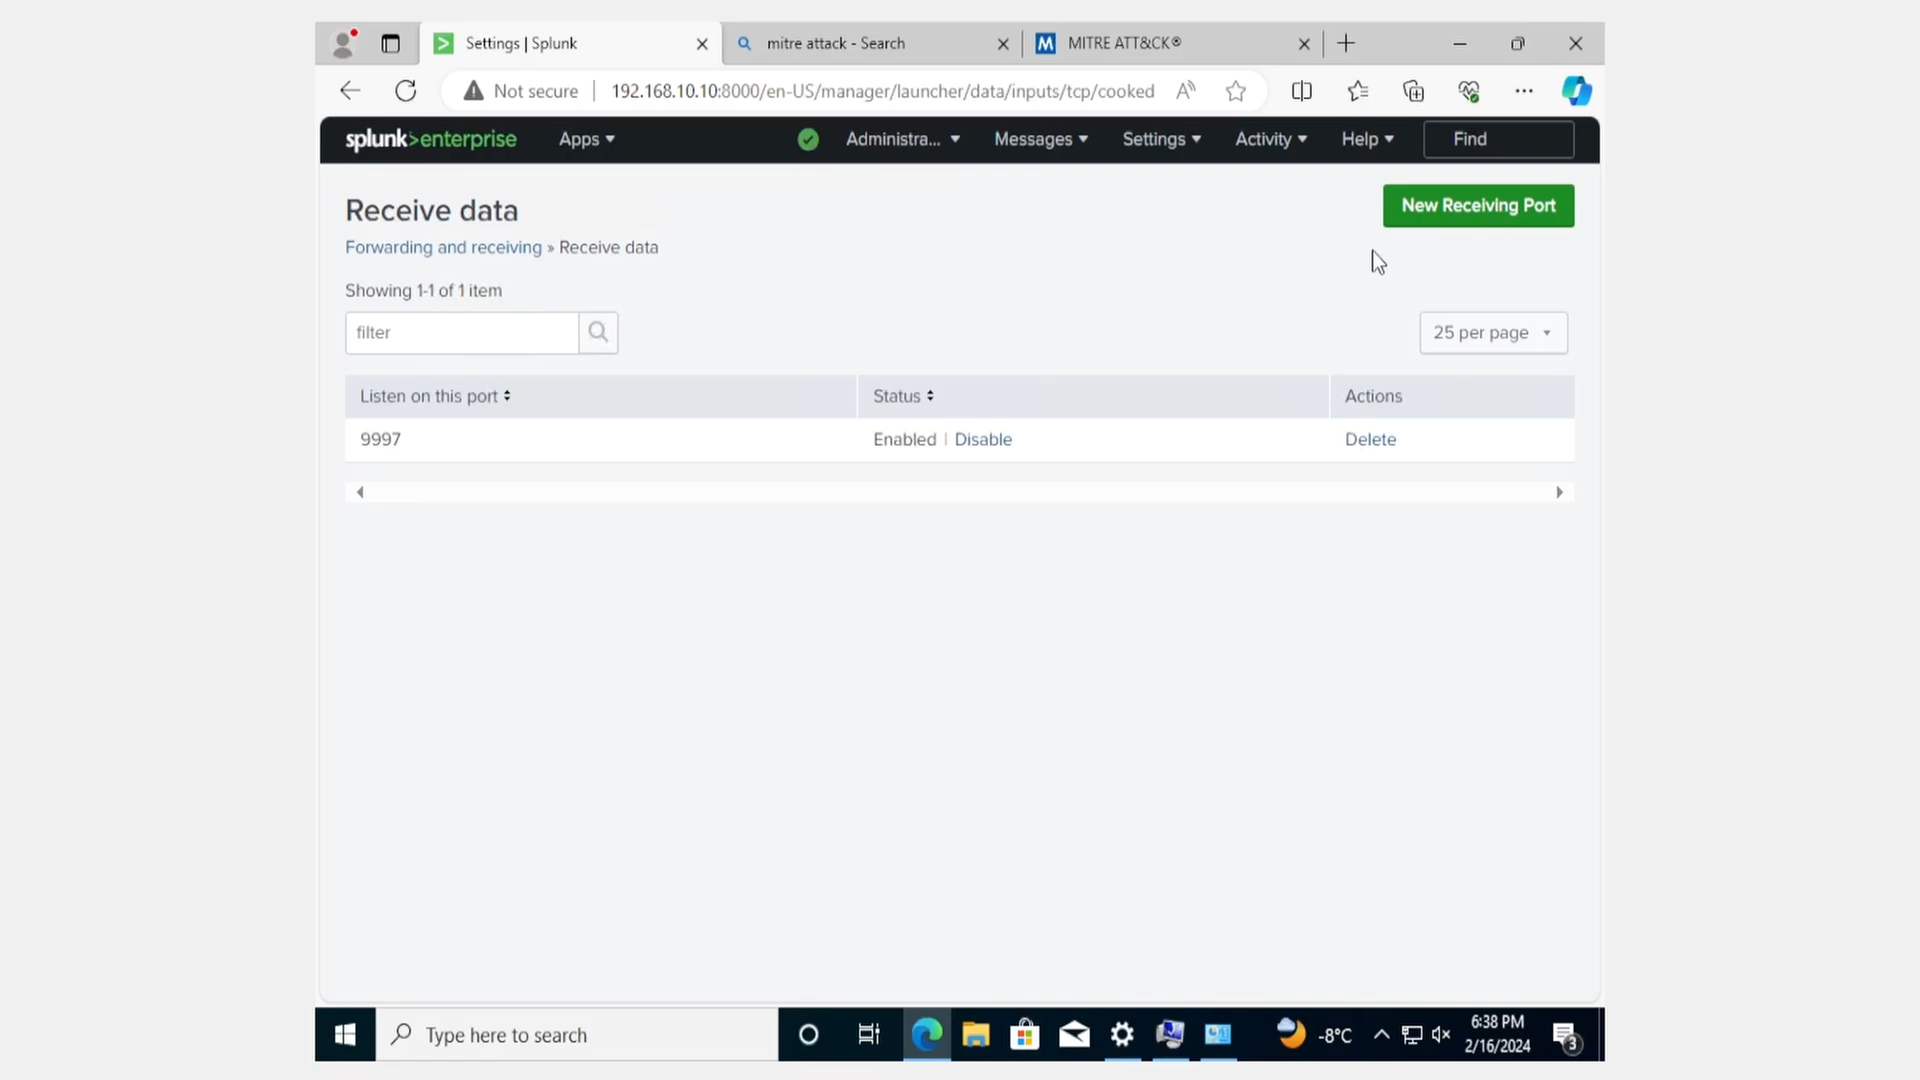 Settings | Splunk
mitre attack - Search
M MITRE ATT&CK®
Not secure 192.168.10.10:8000/en-US/manager/launcher/data/inputs/tcp/cooked
splunk>enterprise Apps Administra... Messages Settings Activity Help Find
Receive data
New Receiving Port
Forwarding and receiving » Receive data
Showing 1-1 of 1 item
filter
25 per page
Listen on this port Status Actions
9997 Enabled | Disable Delete
Type here to search
-8°C
6:38 PM
2/16/2024
3